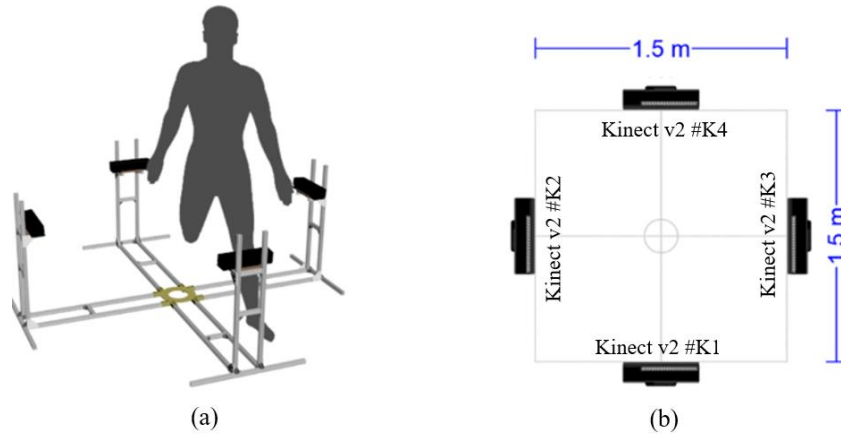 1.5 m
Kinect v2 #K4
Kinect v2 #K2
Kinect v2 #K3
1.5 m
Kinect v2 #K1
(a)
(b)